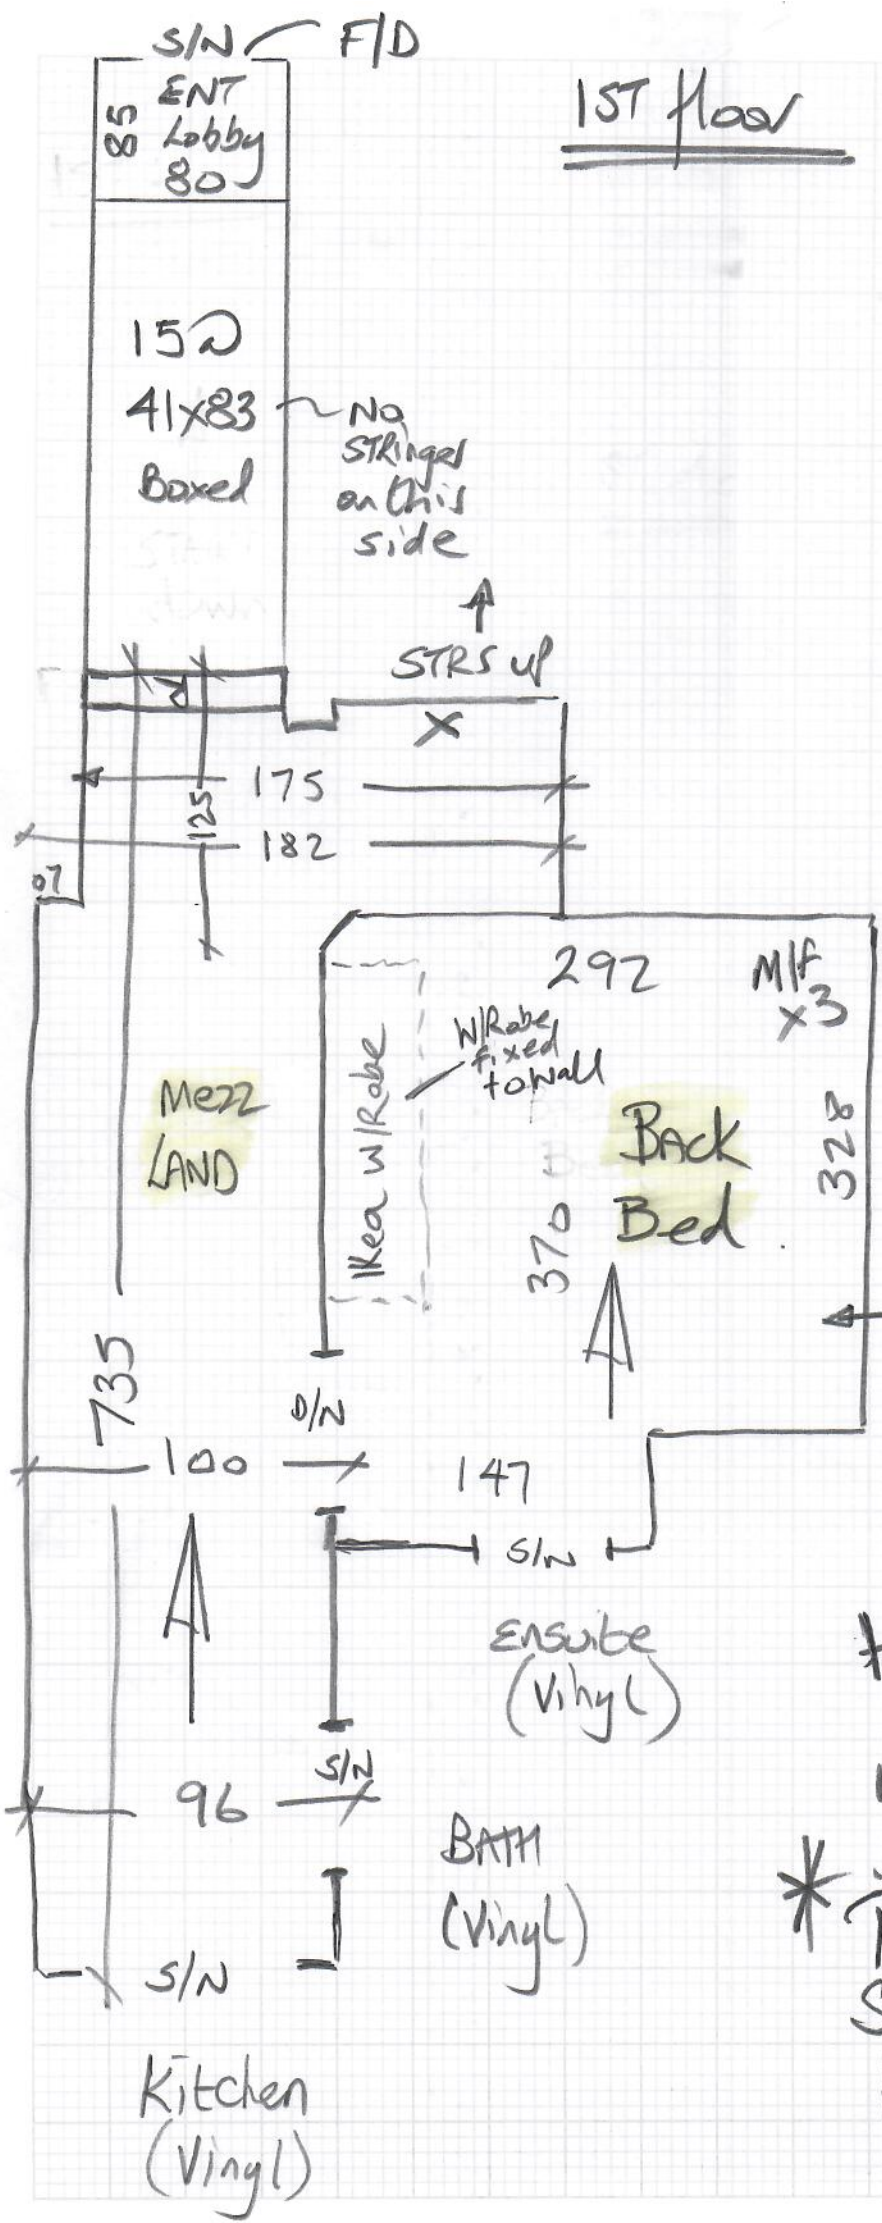 S/N
F/D
ENT
Lobby
80
85
1ST floor
15
41x83
Boxed
No
STRinger
on this
side
STRS up
X
175
125
182
07
292
M/F
x3
W/Robe
fixed
to wall
Ikea W/Robe
Mezz
LAND
Back
Bed
328
370
735
D/N
100
147
S/N
Ensuite
(Vinyl)
S/N
96
BATH
(Vinyl)
*
S/N
Kitchen
(Vinyl)